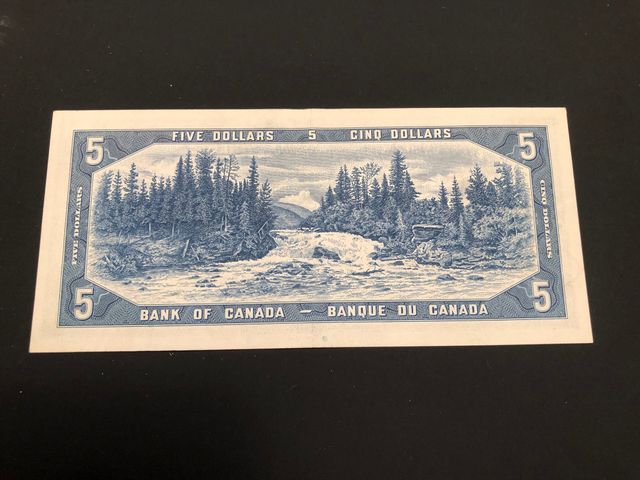 FIVE DOLLARS 5 CINQ DOLLARS
5 5
FIVE DOLLARS
CINQ DOLLARS
5 5
BANK OF CANADA – BANQUE DU CANADA